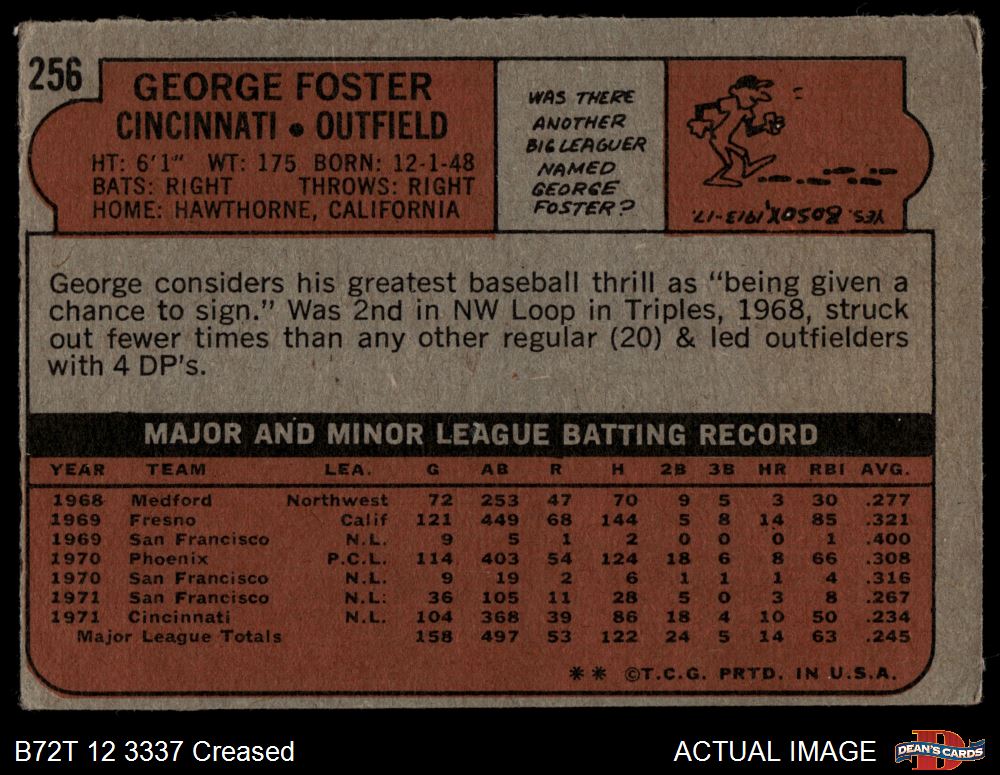 256
GEORGE FOSTER
CINCINNATI • OUTFIELD
HT: 6'1" WT: 175 BORN: 12-1-48
BATS: RIGHT THROWS: RIGHT
HOME: HAWTHORNE, CALIFORNIA
WAS THERE
ANOTHER
BIG LEAGUER
NAMED
GEORGE
FOSTER?
YES. BOSOX, 1913-17.
George considers his greatest baseball thrill as "being given a
chance to sign." Was 2nd in NW Loop in Triples, 1968, struck
out fewer times than any other regular (20) & led outfielders
with 4 DP's.
MAJOR AND MINOR LEAGUE BATTING RECORD
YEAR TEAM LEA. G AB R H 2B 3B HR RBI AVG.
1968 Medford Northwest 72 253 47 70 9 5 3 30 .277
1969 Fresno Calif 121 449 68 144 5 8 14 85 .321
1969 San Francisco N.L. 9 5 1 2 0 0 0 1 .400
1970 Phoenix P.C.L. 114 403 54 124 18 6 8 66 .308
1970 San Francisco N.L. 9 19 2 6 1 1 1 4 .316
1971 San Francisco N.L. 36 105 11 28 5 0 3 8 .267
1971 Cincinnati N.L. 104 368 39 86 18 4 10 50 .234
Major League Totals 158 497 53 122 24 5 14 63 .245
** ©T.C.G. PRTD. IN U.S.A.
B72T 12 3337 Creased
ACTUAL IMAGE
D
DEAN'S CARDS